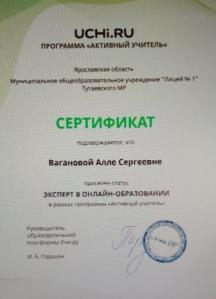 UCHi.RU
ПРОГРАММА «АКТИВНЫЙ УЧИТЕЛЬ»
Ярославская область
Муниципальное общеобразовательное учреждение "Лицей № 1"
Тутаевского МР
СЕРТИФИКАТ
подтверждается, что
Вагановой Алле Сергеевне
присвоен статус
ЭКСПЕРТ В ОНЛАЙН-ОБРАЗОВАНИИ
в рамках программы «Активный учитель»
Руководитель
образовательной
платформы Учи.ру
И. А. Паршин